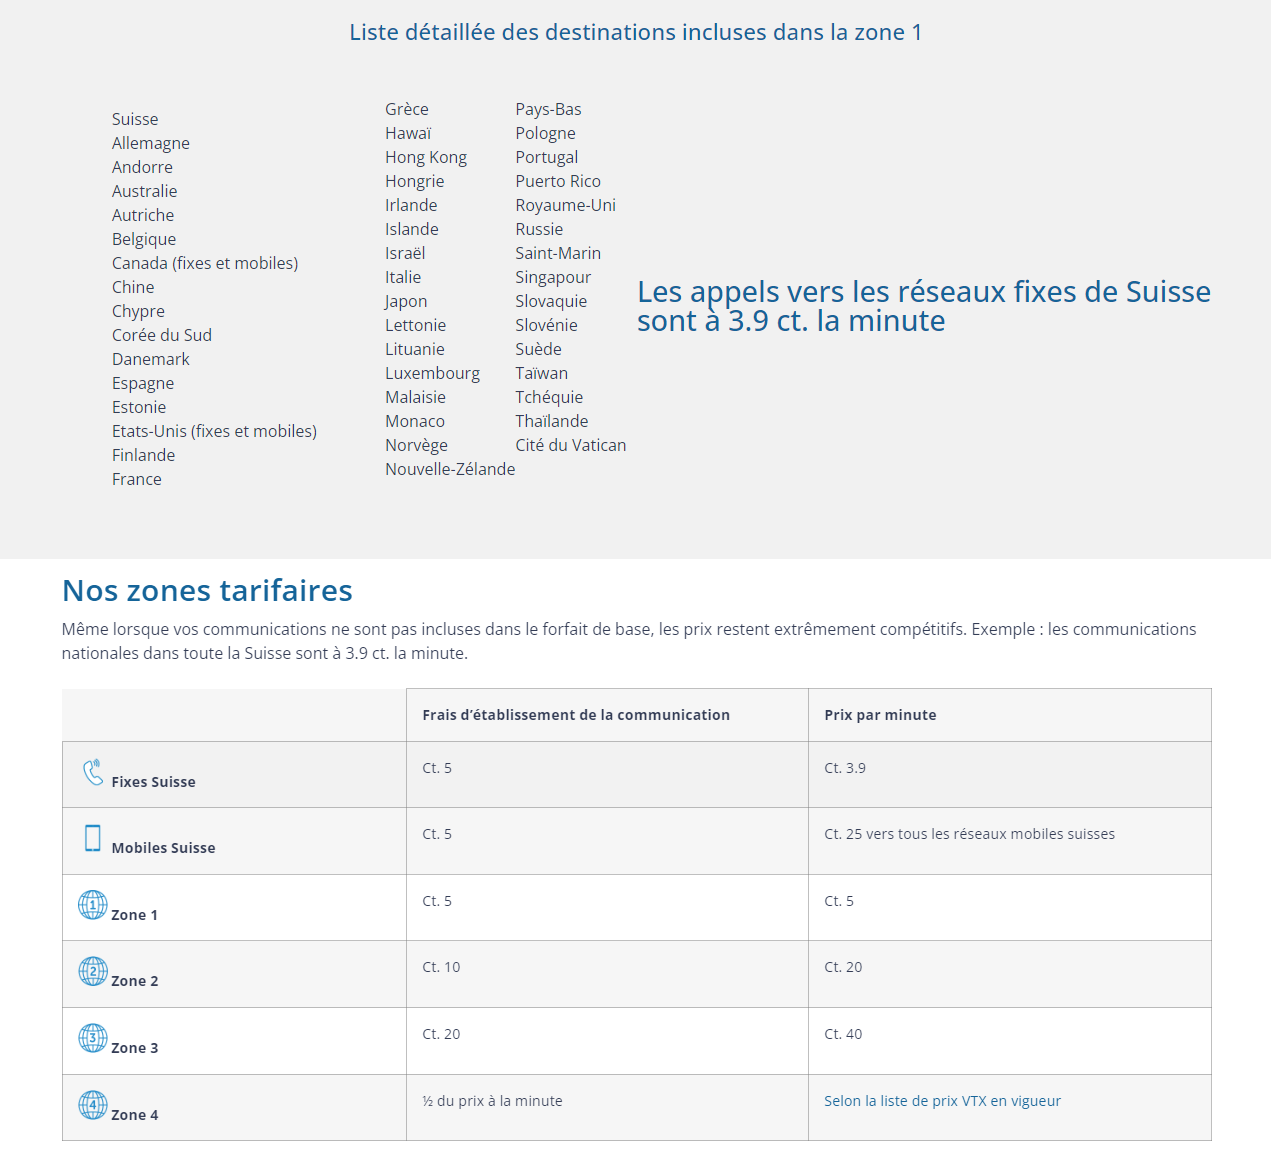 Liste détaillée des destinations incluses dans la zone 1
Suisse
Allemagne
Andorre
Australie
Autriche
Belgique
Canada (fixes et mobiles)
Chine
Chypre
Corée du Sud
Danemark
Espagne
Estonie
Etats-Unis (fixes et mobiles)
Finlande
France
Grèce
Hawaï
Hong Kong
Hongrie
Irlande
Islande
Israël
Italie
Japon
Lettonie
Lituanie
Luxembourg
Malaisie
Monaco
Norvège
Nouvelle-Zélande
Pays-Bas
Pologne
Portugal
Puerto Rico
Royaume-Uni
Russie
Saint-Marin
Singapour
Slovaquie
Slovénie
Suède
Taïwan
Tchéquie
Thaïlande
Cité du Vatican
Les appels vers les réseaux fixes de Suisse
sont à 3.9 ct. la minute
Nos zones tarifaires
Même lorsque vos communications ne sont pas incluses dans le forfait de base, les prix restent extrêmement compétitifs. Exemple : les communications
nationales dans toute la Suisse sont à 3.9 ct. la minute.
Frais d’établissement de la communication Prix par minute
Fixes Suisse Ct. 5 Ct. 3.9
Mobiles Suisse Ct. 5 Ct. 25 vers tous les réseaux mobiles suisses
1 Zone 1 Ct. 5 Ct. 5
2 Zone 2 Ct. 10 Ct. 20
3 Zone 3 Ct. 20 Ct. 40
4 Zone 4 ½ du prix à la minute Selon la liste de prix VTX en vigueur